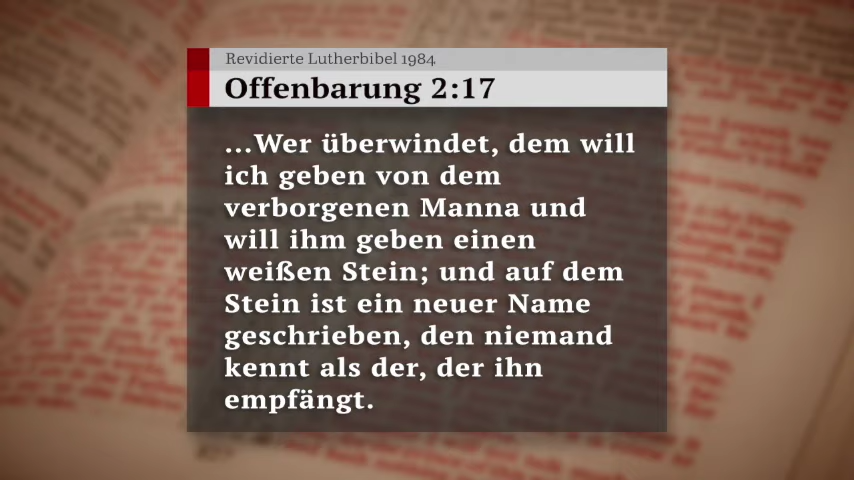 Revidierte Lutherbibel 1984
Offenbarung 2:17
...Wer überwindet, dem will
ich geben von dem
verborgenen Manna und
will ihm geben einen
weißen Stein; und auf dem
Stein ist ein neuer Name
geschrieben, den niemand
kennt als der, der ihn
empfängt.